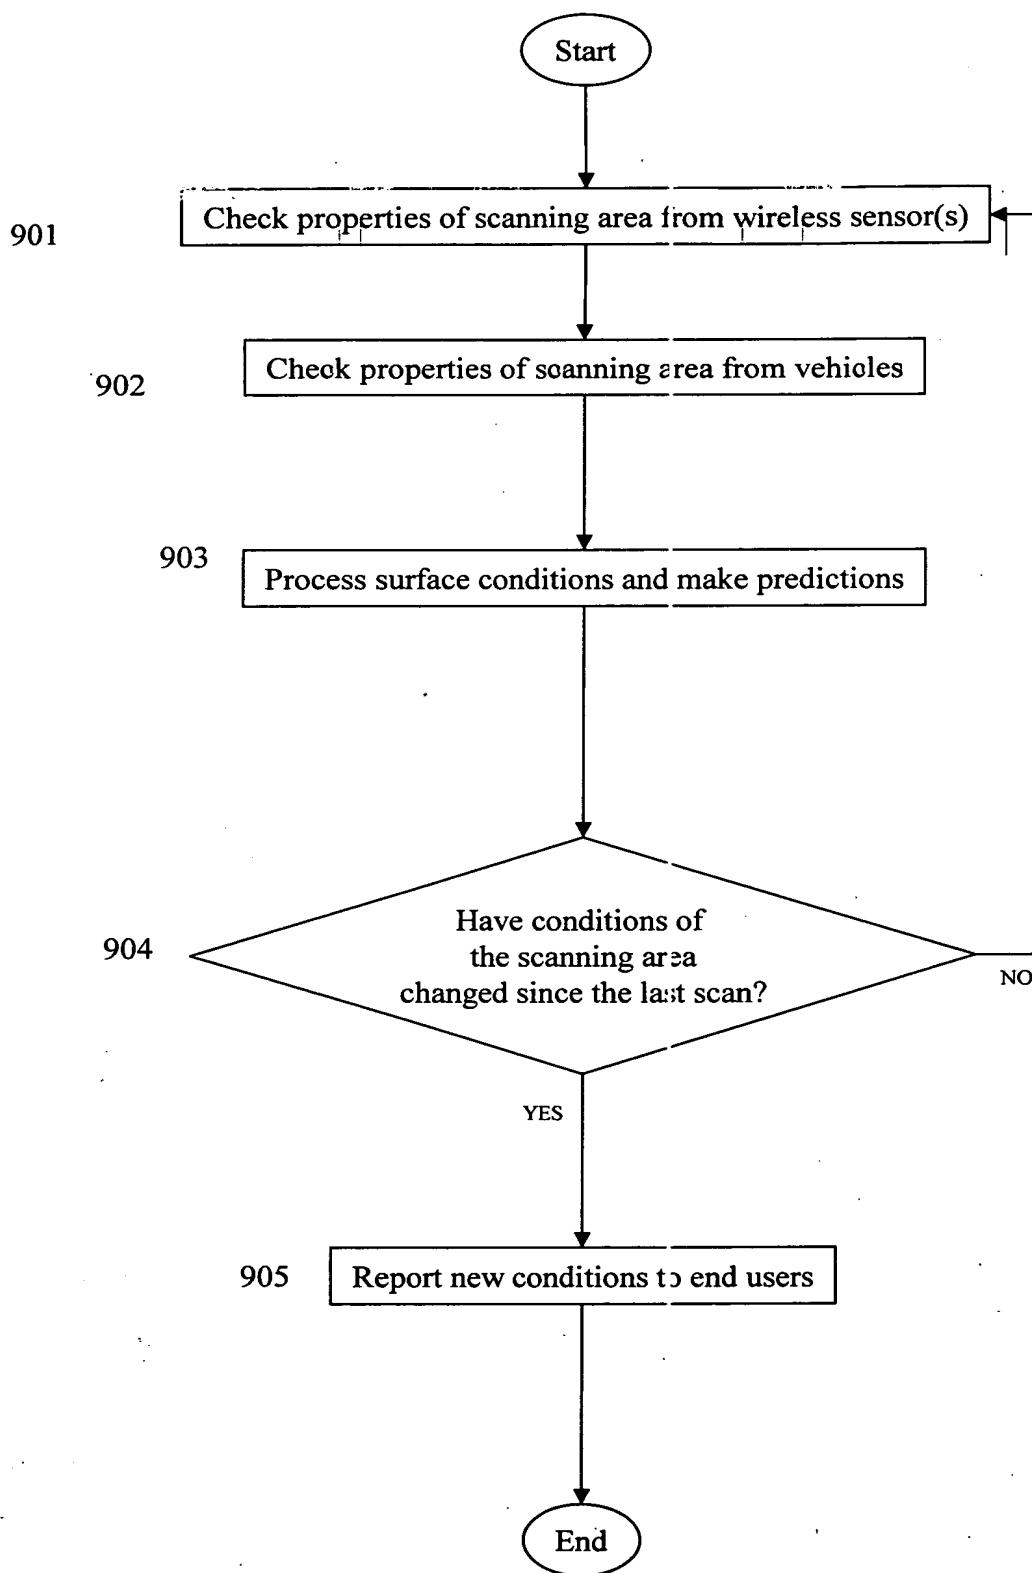 Start
901
Check properties of scanning area from wireless sensor(s)
902
Check properties of scanning area from vehicles
903
Process surface conditions and make predictions
904
Have conditions of
the scanning area
changed since the last scan?
NO
YES
905
Report new conditions to end users
End